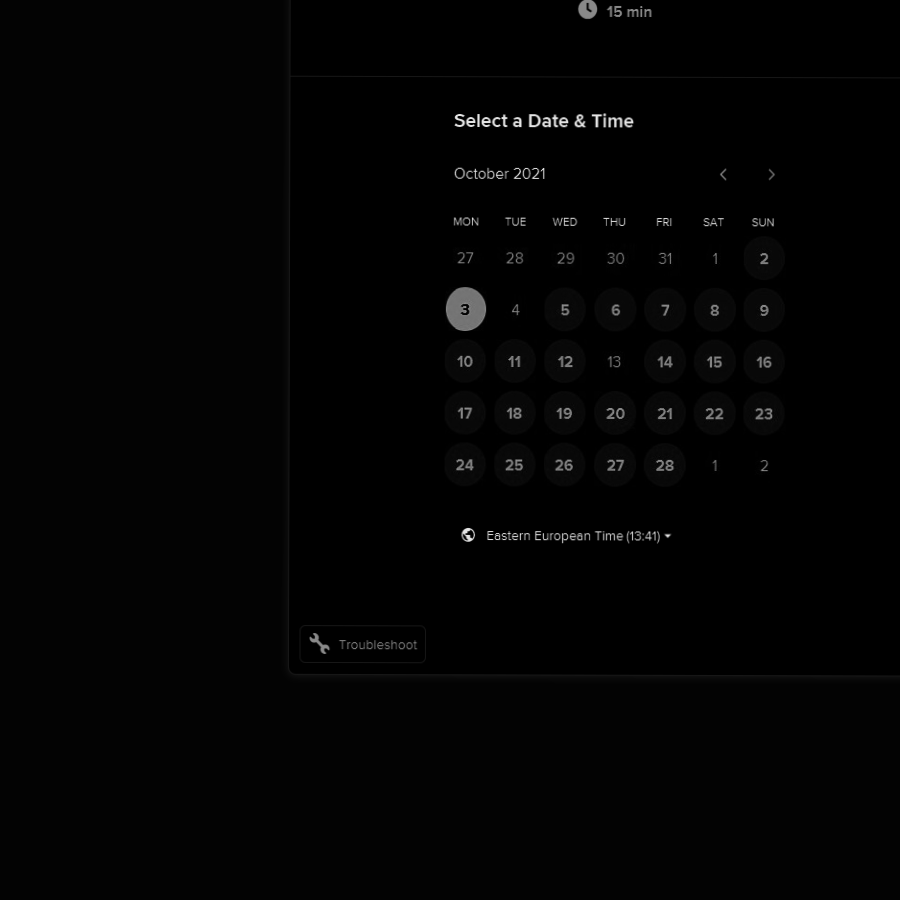 15 min
Select a Date & Time
October 2021
MON TUE WED THU FRI SAT SUN
27 28 29 30 31 1 2
3 4 5 6 7 8 9
10 11 12 13 14 15 16
17 18 19 20 21 22 23
24 25 26 27 28 1 2
Eastern European Time (13:41)
Troubleshoot